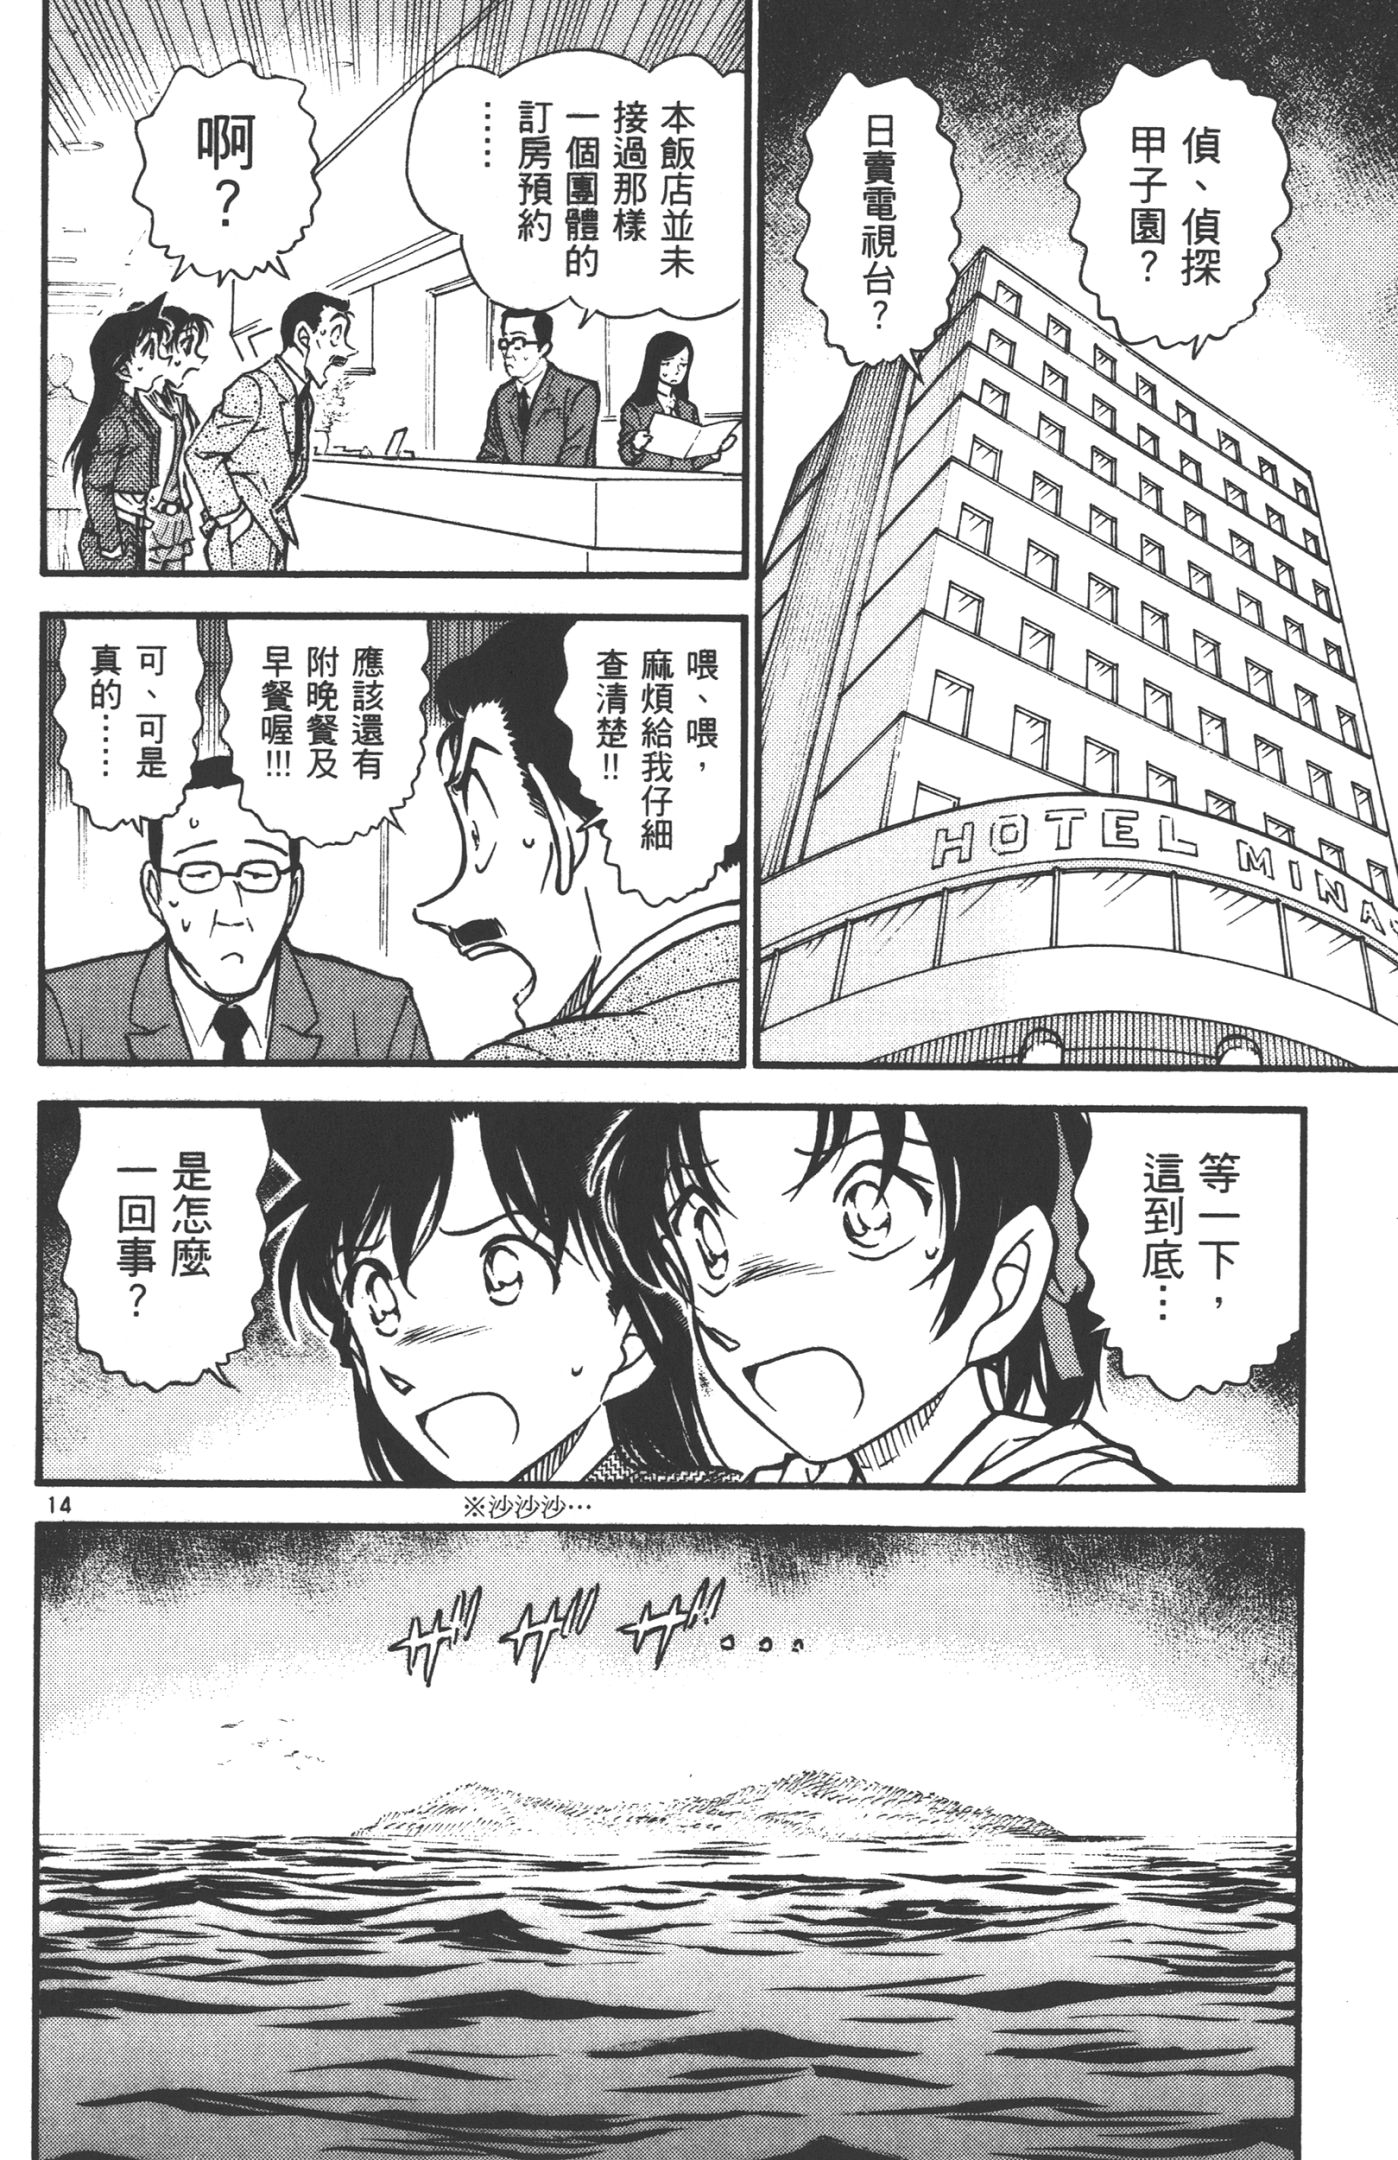 偵、偵探
甲子園？
日賣電視台？
HOTEL MINA
本飯店並未
接過那樣
一個團體的
訂房預約
……
啊？
喂、喂，
麻煩給我仔細
查清楚!!
應該還有
附晚餐及
早餐喔!!!
可、可是
真的……
等一下，
這到底…
是怎麼
一回事？
14
※沙沙沙…
ザザザ…